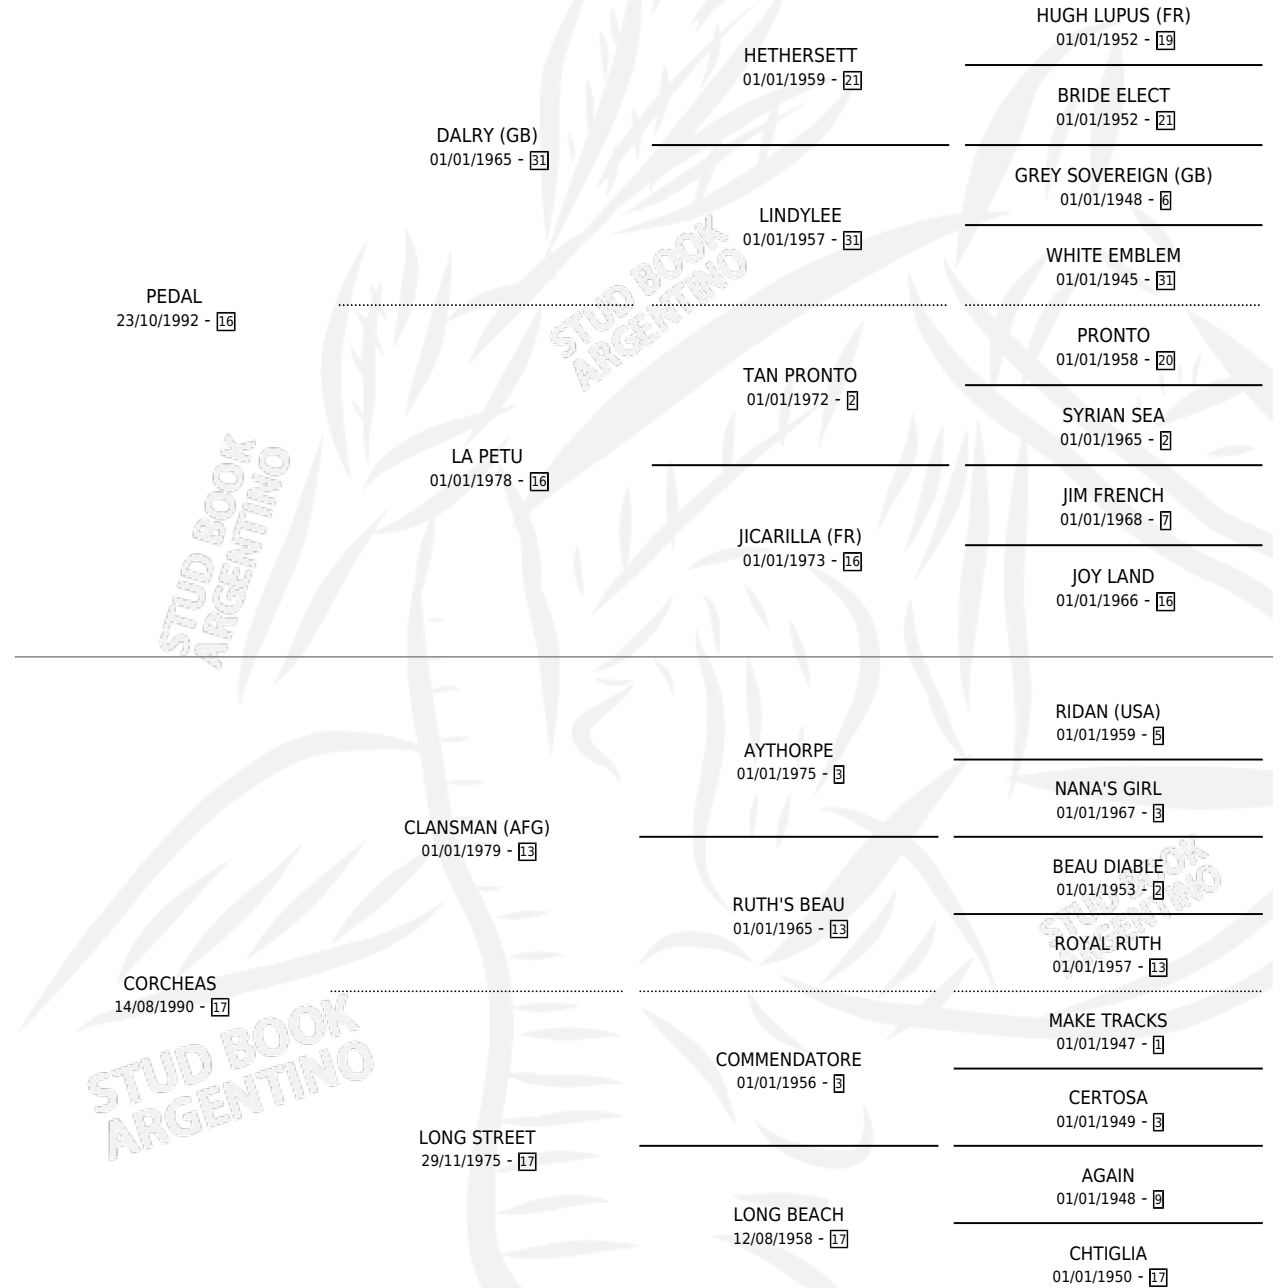 HUGH LUPUS (FR)
01/01/1952 - 19
HETHERSETT
01/01/1959 - 21
BRIDE ELECT
01/01/1952 - 21
DALRY (GB)
01/01/1965 - 31
GREY SOVEREIGN (GB)
01/01/1948 - 6
LINDYLEE
01/01/1957 - 31
WHITE EMBLEM
01/01/1945 - 31
PEDAL
23/10/1992 - 16
PRONTO
01/01/1958 - 20
TAN PRONTO
01/01/1972 - 2
SYRIAN SEA
01/01/1965 - 2
LA PETU
01/01/1978 - 16
JIM FRENCH
01/01/1968 - 7
JICARILLA (FR)
01/01/1973 - 16
JOY LAND
01/01/1966 - 16
RIDAN (USA)
01/01/1959 - 5
AYTHORPE
01/01/1975 - 3
NANA'S GIRL
01/01/1967 - 3
CLANSMAN (AFG)
01/01/1979 - 13
BEAU DIABLE
01/01/1953 - 2
RUTH'S BEAU
01/01/1965 - 13
ROYAL RUTH
01/01/1957 - 13
CORCHEAS
14/08/1990 - 17
MAKE TRACKS
01/01/1947 - 1
COMMENDATORE
01/01/1956 - 3
CERTOSA
01/01/1949 - 3
LONG STREET
29/11/1975 - 17
AGAIN
01/01/1948 - 9
LONG BEACH
12/08/1958 - 17
CHTIGLIA
01/01/1950 - 17
STUD BOOK
ARGENTINO
STUD BOOK
ARGENTINO
STUD BOOK
ARGENTINO
STUD BOOK
ARGENTINO